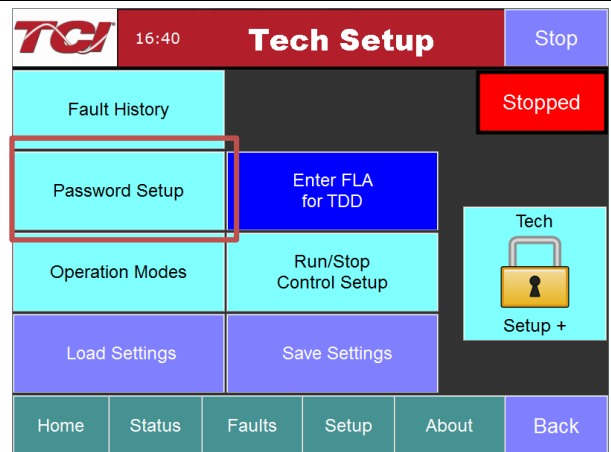 TCI
16:40
Tech Setup
Stop
Fault History
Stopped
Password Setup
Enter FLA
for TDD
Tech
Operation Modes
Run/Stop
Control Setup
Setup +
Load Settings
Save Settings
Home
Status
Faults
Setup
About
Back